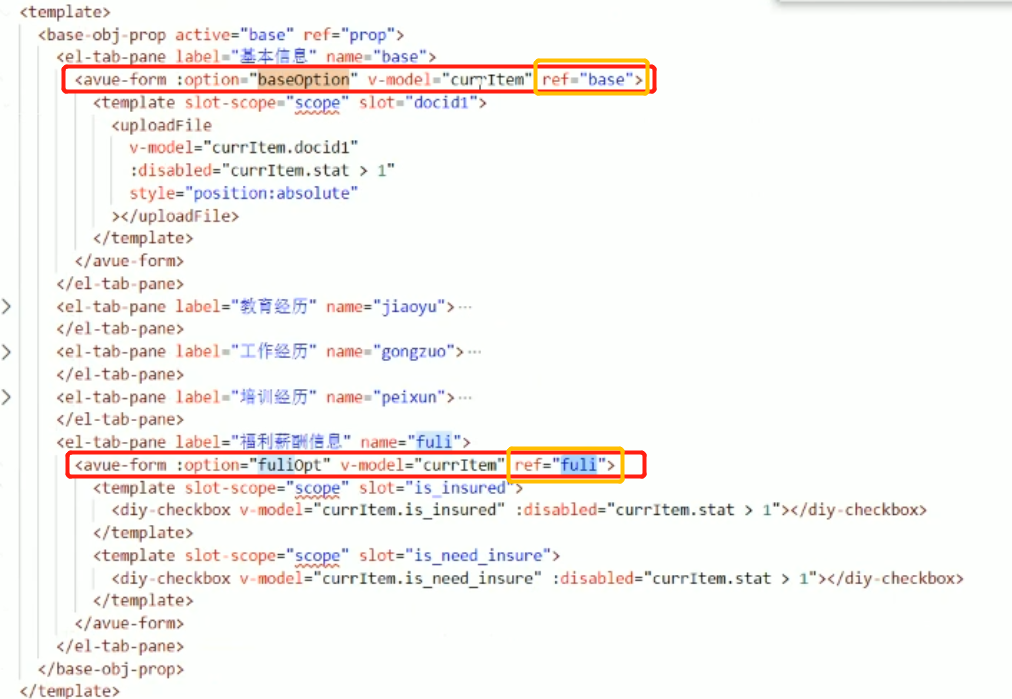 <template>
<base-obj-prop active="base" ref="prop">
<el-tab-pane label="基本信息" name="base">
<avue-form :option="baseOption" v-model="currItem" ref="base">
<template slot-scope="scope" slot="docid1">
<uploadFile
v-model="currItem.docid1"
:disabled="currItem.stat > 1"
style="position:absolute"
></uploadFile>
</template>
</avue-form>
</el-tab-pane>
<el-tab-pane label="教育经历" name="jiaoyu">···
</el-tab-pane>
<el-tab-pane label="工作经历" name="gongzuo">···
</el-tab-pane>
<el-tab-pane label="培训经历" name="peixun">···
</el-tab-pane>
<el-tab-pane label="福利薪酬信息" name="fuli">
<avue-form :option="fuliOpt" v-model="currItem" ref="fuli">
<template slot-scope="scope" slot="is_insured">
<diy-checkbox v-model="currItem.is_insured" :disabled="currItem.stat > 1"></diy-checkbox>
</template>
<template slot-scope="scope" slot="is_need_insure">
<diy-checkbox v-model="currItem.is_need_insure" :disabled="currItem.stat > 1"></diy-checkbox>
</template>
</avue-form>
</el-tab-pane>
</base-obj-prop>
</template>